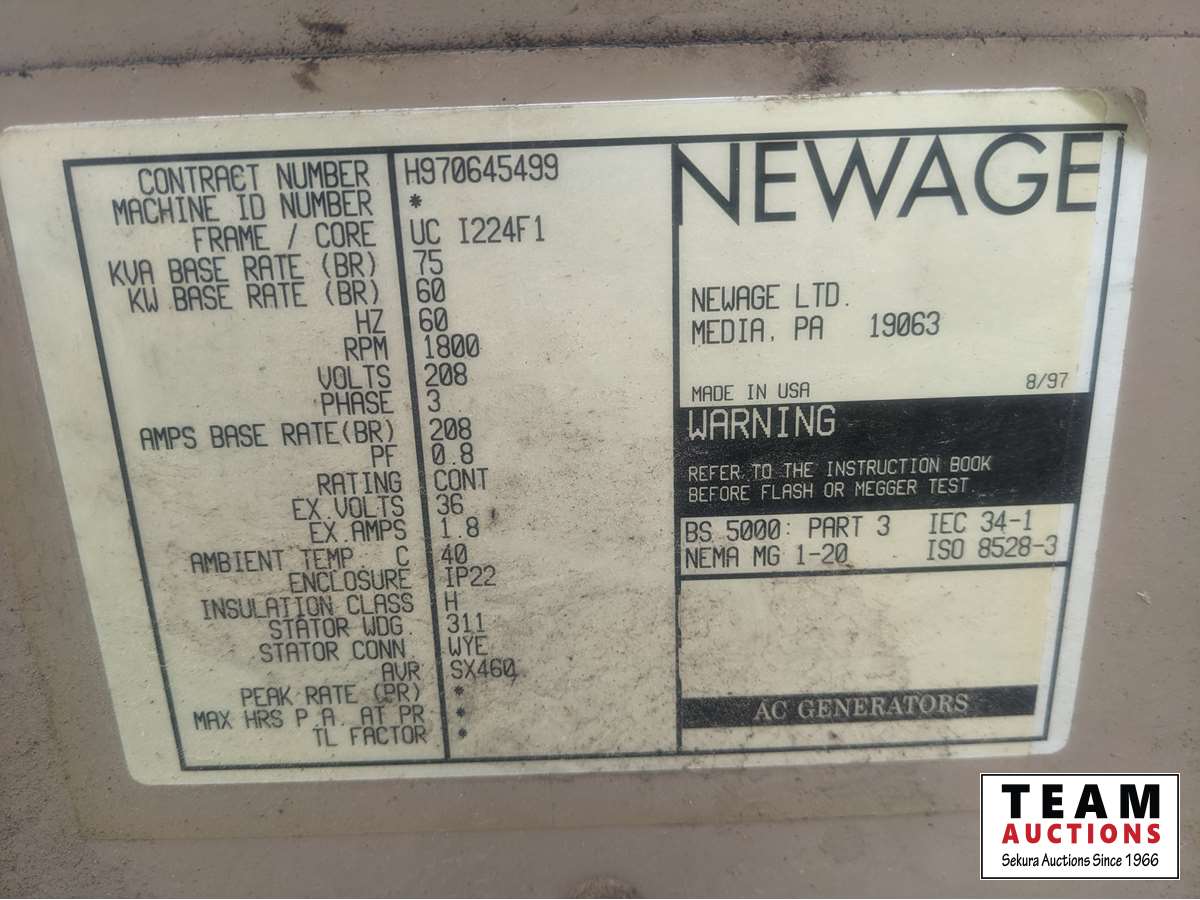 CONTRACT NUMBER H970645499
MACHINE ID NUMBER *
FRAME / CORE UC I224F1
KVA BASE RATE (BR) 75
KW BASE RATE (BR) 60
HZ 60
RPM 1800
VOLTS 208
PHASE 3
AMPS BASE RATE(BR) 208
PF 0.8
RATING CONT
EX.VOLTS 36
EX.AMPS 1.8
AMBIENT TEMP. C 40
ENCLOSURE IP22
INSULATION CLASS H
STATOR WDG. 311
STATOR CONN. WYE
AVR SX460
PEAK RATE (PR) *
MAX HRS P.A. AT PR *
TL FACTOR *
NEWAGE
NEWAGE LTD.
MEDIA, PA 19063
MADE IN USA 8/97
WARNING
REFER TO THE INSTRUCTION BOOK
BEFORE FLASH OR MEGGER TEST
BS 5000: PART 3 IEC 34-1
NEMA MG 1-20 ISO 8528-3
AC GENERATORS
TEAM
AUCTIONS
Sekura Auctions Since 1966